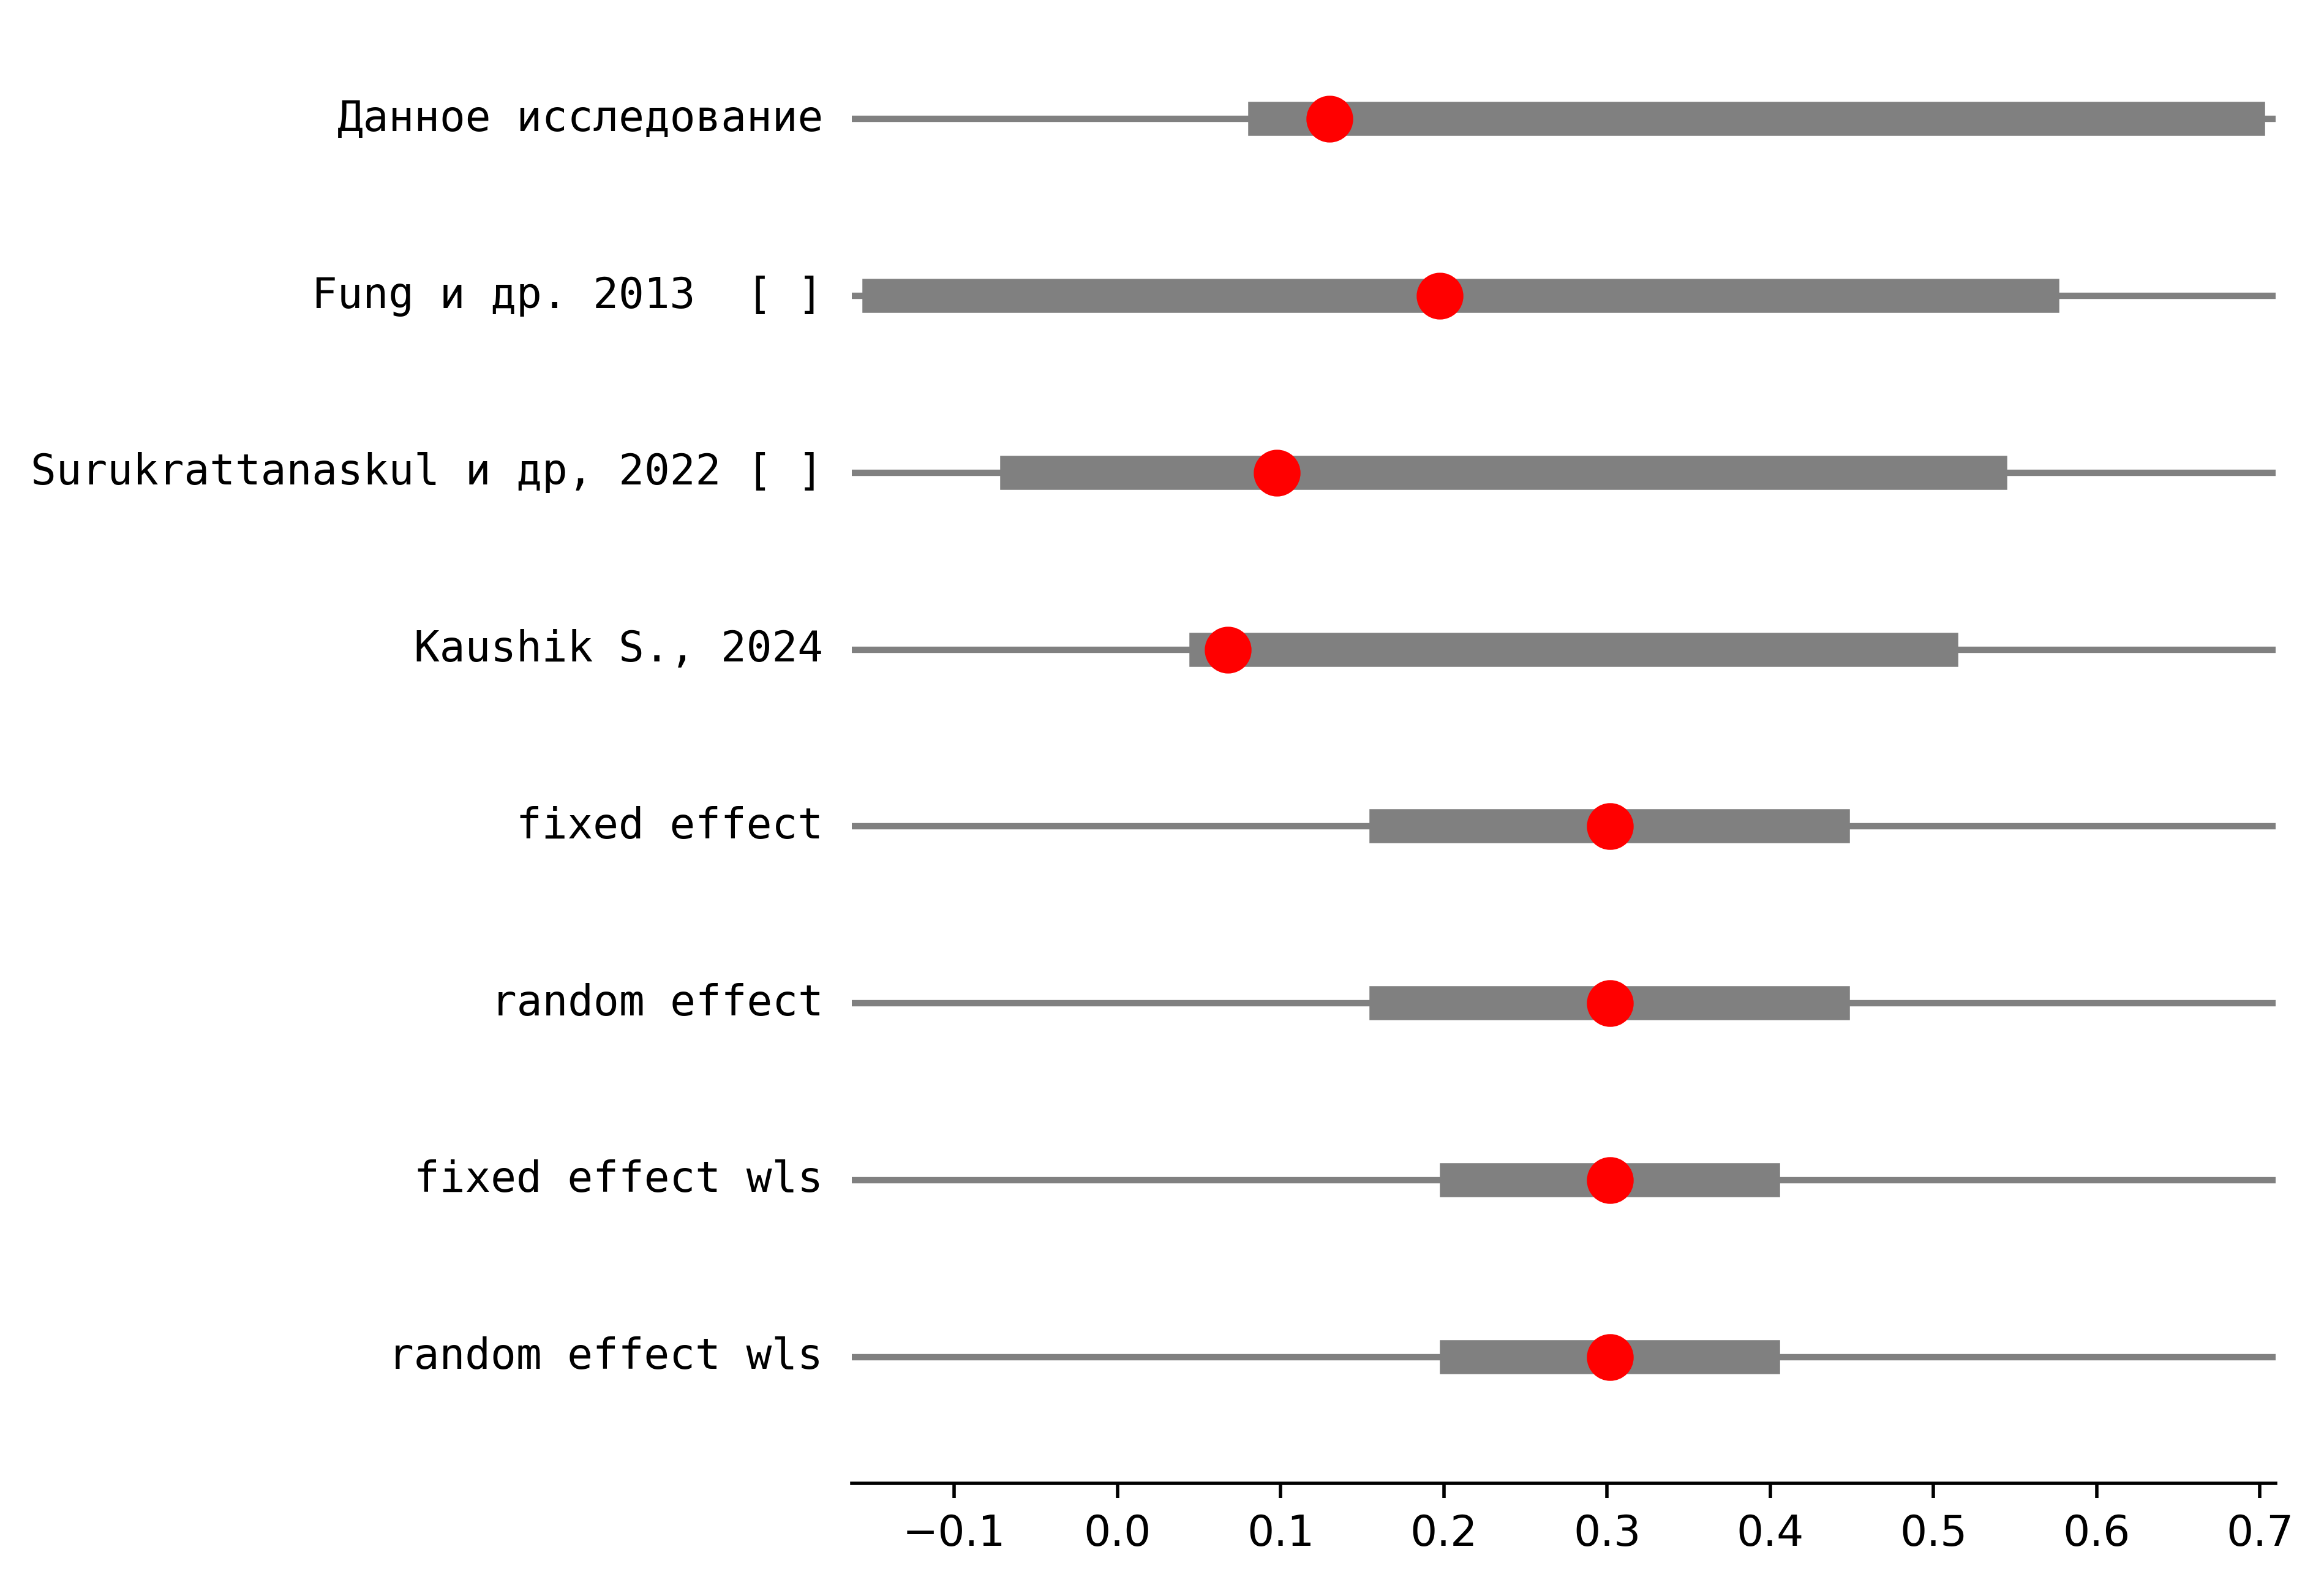 Данное исследование
Fung и др. 2013  [ ]
Surukrattanaskul и др, 2022 [ ]
Kaushik S., 2024
fixed effect
random effect
fixed effect wls
random effect wls
−0.1 0.0 0.1 0.2 0.3 0.4 0.5 0.6 0.7